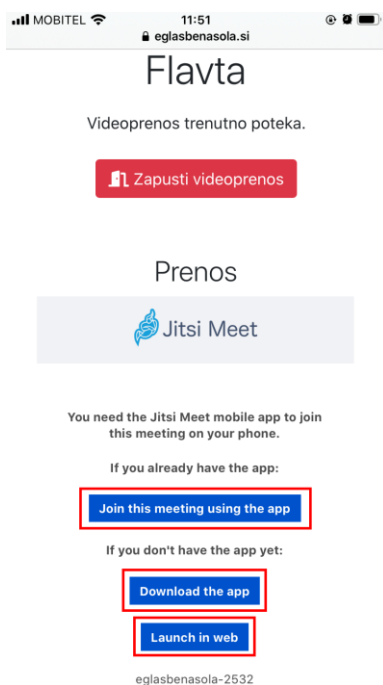 MOBITEL 11:51
eglasbenasola.si
Flavta
Videoprenos trenutno poteka.
Zapusti videoprenos
Prenos
Jitsi Meet
You need the Jitsi Meet mobile app to join
this meeting on your phone.
If you already have the app:
Join this meeting using the app
If you don't have the app yet:
Download the app
Launch in web
eglasbenasola-2532